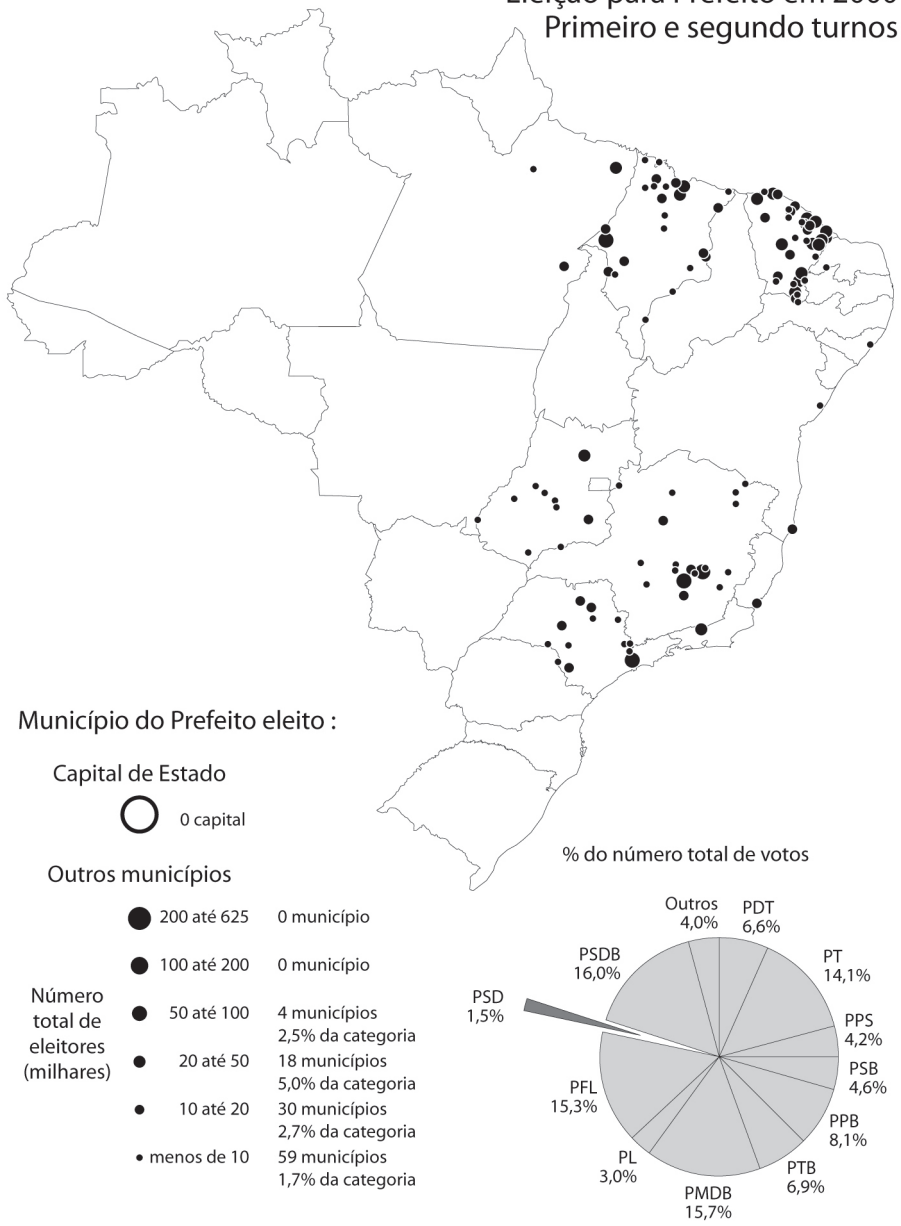 Eleição para Prefeito em 2000
Primeiro e segundo turnos
Município do Prefeito eleito :
Capital de Estado
0 capital
Outros municípios
Número
total de
eleitores
(milhares)
200 até 625 0 município
100 até 200 0 município
50 até 100 4 municípios
2,5% da categoria
20 até 50 18 municípios
5,0% da categoria
10 até 20 30 municípios
2,7% da categoria
menos de 10 59 municípios
1,7% da categoria
% do número total de votos
Outros
4,0%
PDT
6,6%
PT
14,1%
PPS
4,2%
PSB
4,6%
PPB
8,1%
PTB
6,9%
PMDB
15,7%
PL
3,0%
PFL
15,3%
PSD
1,5%
PSDB
16,0%